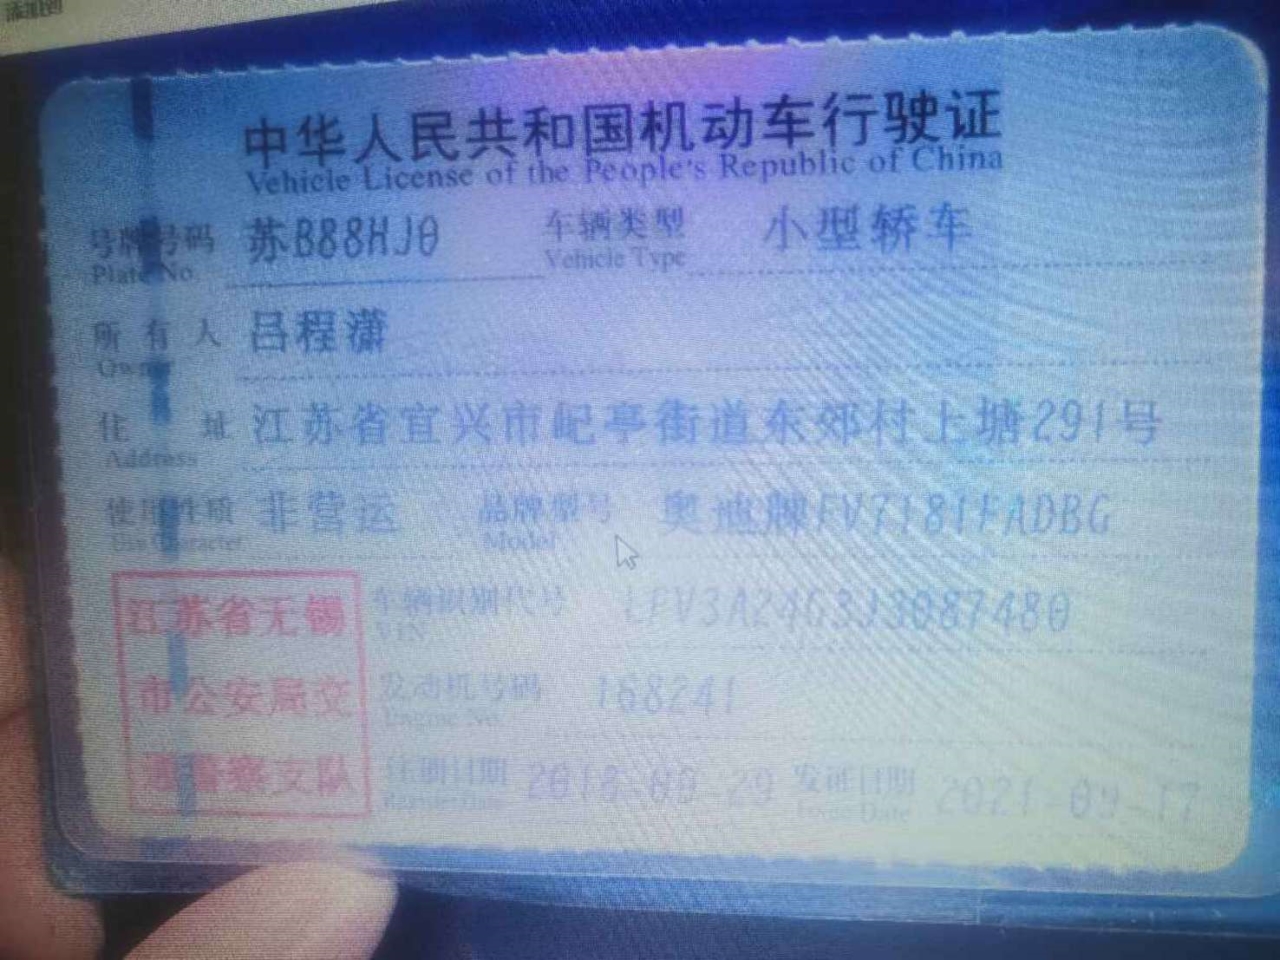 中华人民共和国机动车行驶证
Vehicle License of the People's Republic of China
号牌号码 苏B88HJ0 车辆类型 小型轿车
Plate No. Vehicle Type
所有人 吕程潇
Owner
住址 江苏省宜兴市屺亭街道东郊村上塘291号
Address
使用性质 非营运 品牌型号 奥迪牌FV7181FADBG
Use Character Model
江苏省无锡
市公安局交
通警察支队
车辆识别代号 LFV3A24G3J3087480
VIN
发动机号码 168241
Engine No.
注册日期 2018-08-29 发证日期 2021-09-17
Issue Date